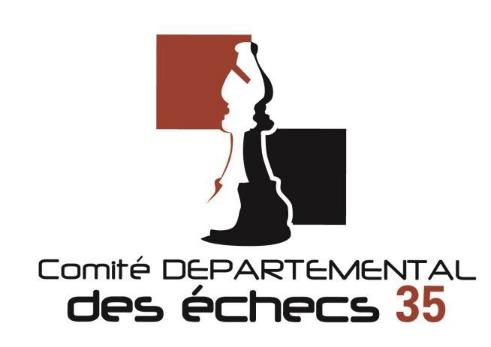 Comité DEPARTEMENTAL
des échecs 35